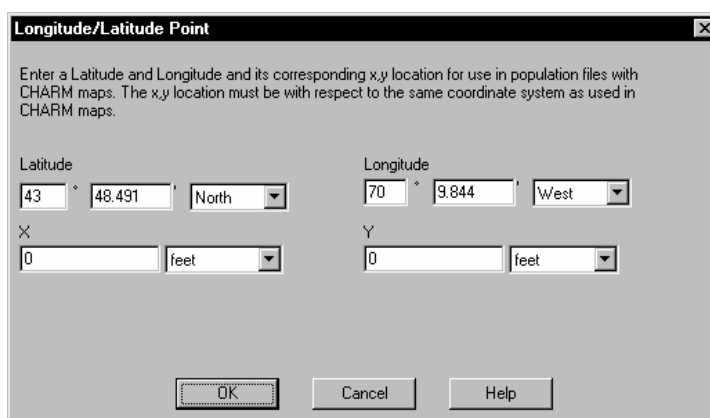 Longitude/Latitude Point
Enter a Latitude and Longitude and its corresponding x,y location for use in population files with
CHARM maps. The x,y location must be with respect to the same coordinate system as used in
CHARM maps.
Latitude Longitude
43 ° 48.491 ' North 70 ° 9.844 ' West
X Y
0 feet 0 feet
OK Cancel Help